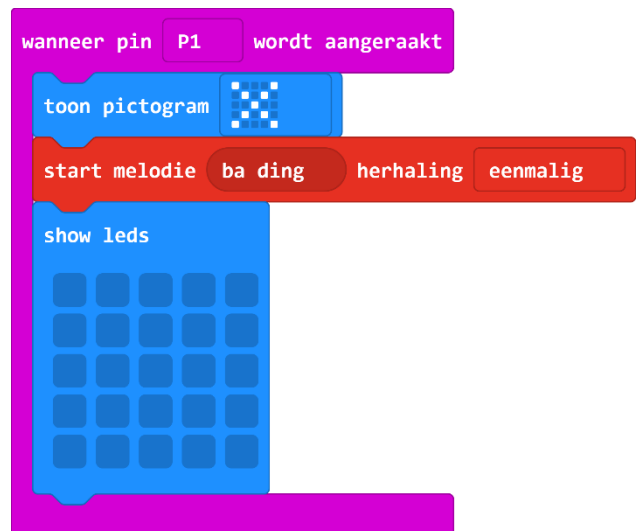 wanneer pin P1 wordt aangeraakt
toon pictogram
start melodie ba ding herhaling eenmalig
show leds